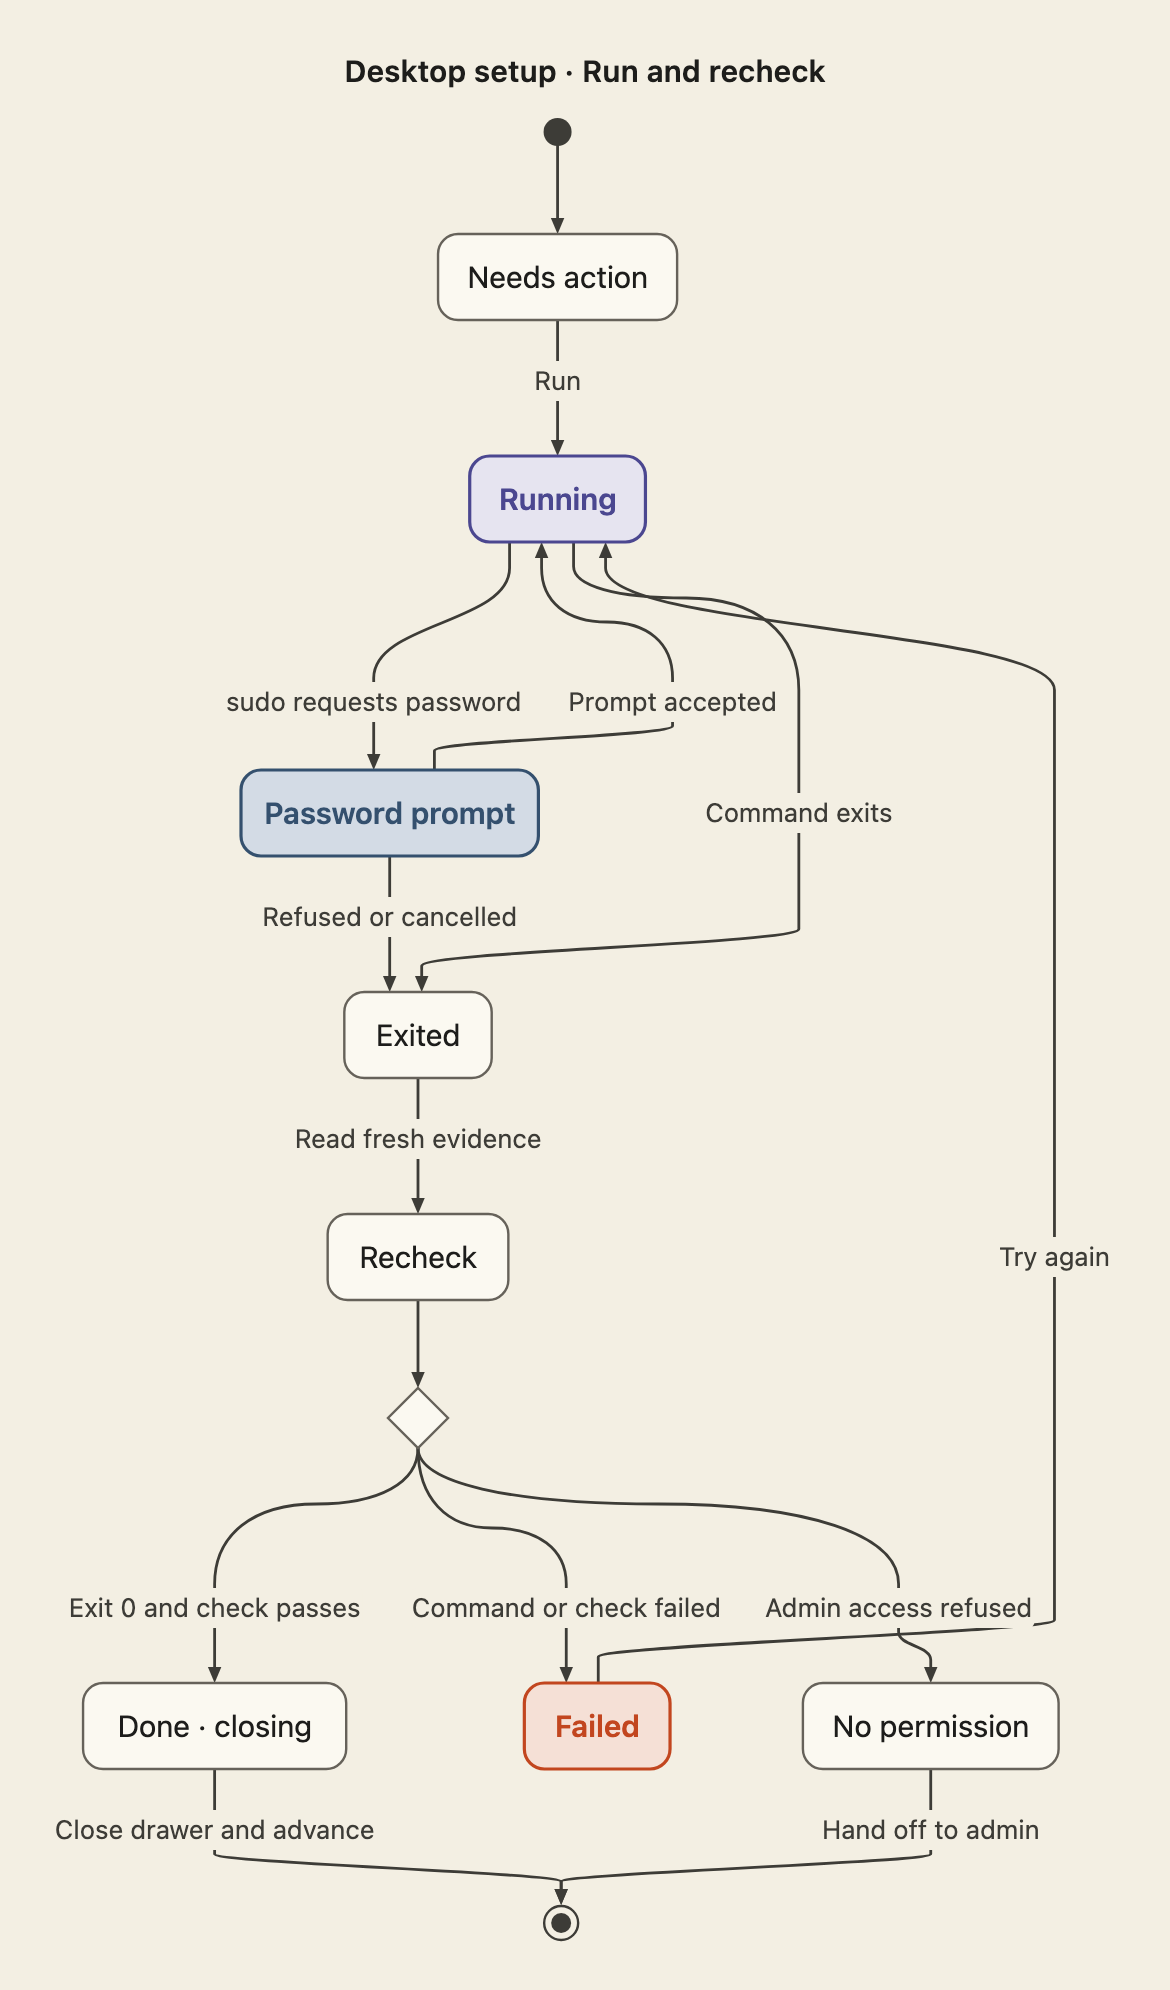 Desktop setup · Run and recheck
Needs action
Run
Running
sudo requests password
Prompt accepted
Password prompt
Command exits
Refused or cancelled
Exited
Read fresh evidence
Recheck
Try again
Exit 0 and check passes
Command or check failed
Admin access refused
Done · closing
Failed
No permission
Close drawer and advance
Hand off to admin